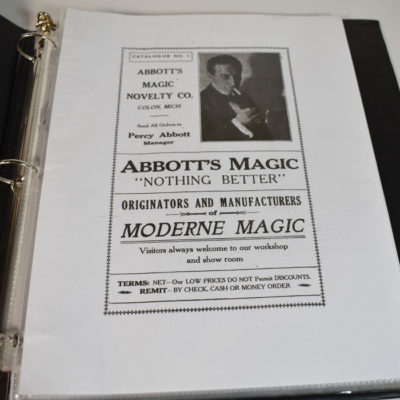 CATALOGUE NO. 1
ABBOTT'S
MAGIC
NOVELTY CO.
COLON, MICH
Send All Orders to
Percy Abbott
Manager
ABBOTT'S MAGIC
"NOTHING BETTER"
ORIGINATORS AND MANUFACTURERS
of
MODERNE MAGIC
Visitors always welcome to our workshop
and show room
TERMS: NET– Our LOW PRICES DO NOT Permit DISCOUNTS.
REMIT– BY CHECK, CASH OR MONEY ORDER